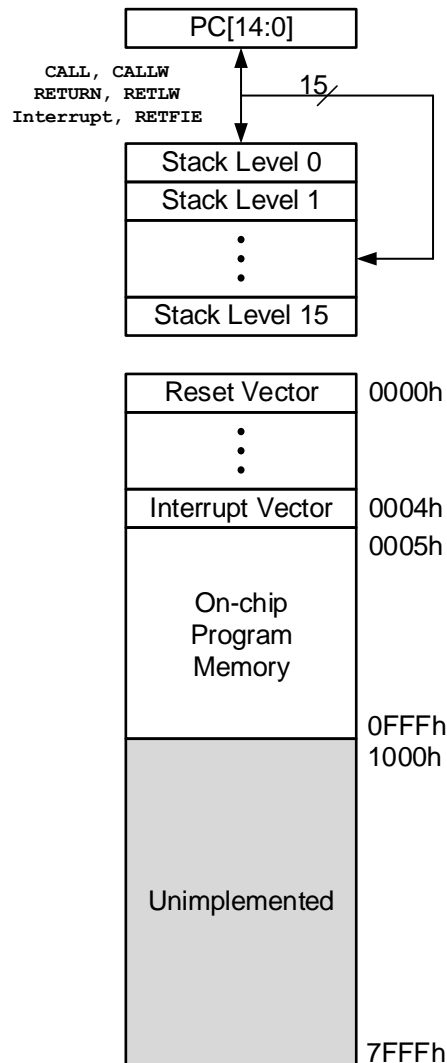 PC[14:0]
CALL, CALLW
RETURN, RETLW
Interrupt, RETFIE
15
Stack Level 0
Stack Level 1
Stack Level 15
Reset Vector 0000h
Interrupt Vector 0004h
0005h
On-chip
Program
Memory
0FFFh
1000h
Unimplemented
7FFFh